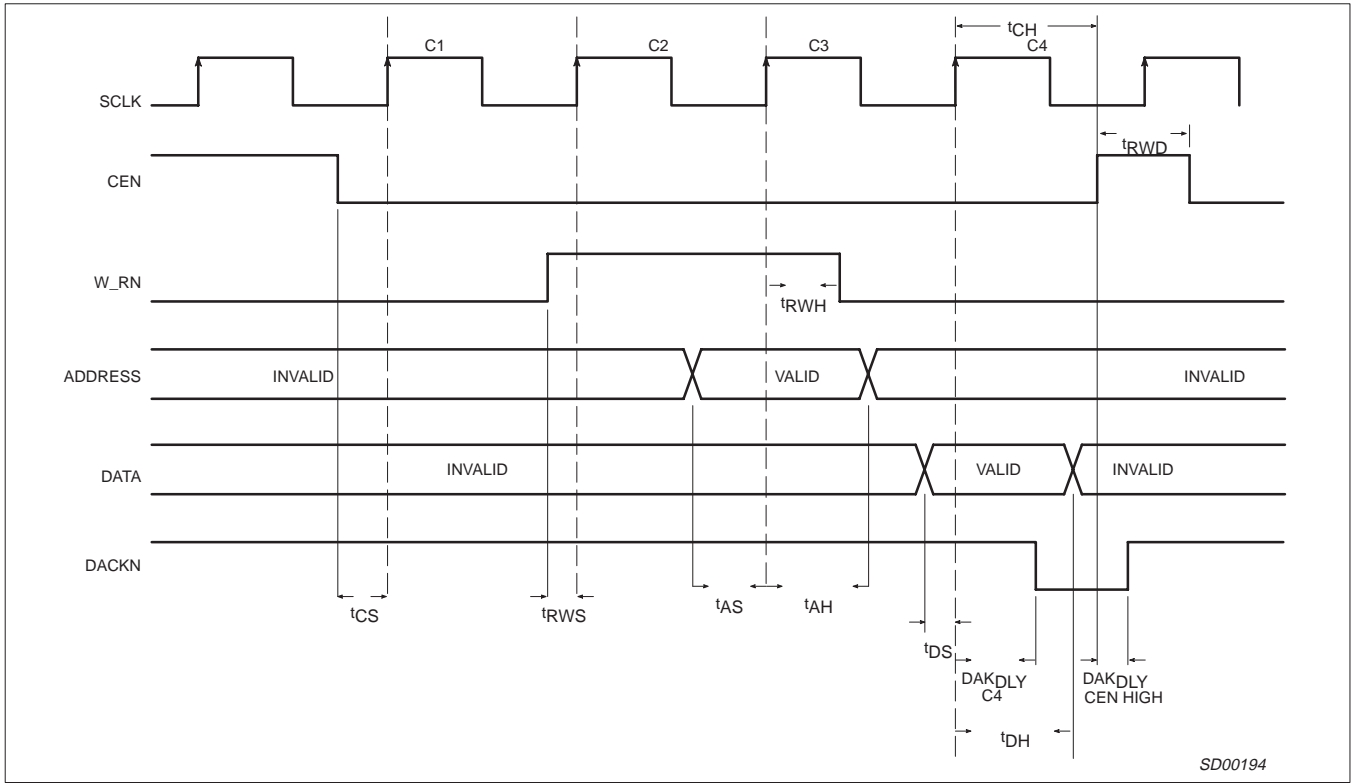 tCH
C1 C2 C3 C4
SCLK
tRWD
CEN
W_RN
tRWH
ADDRESS INVALID VALID INVALID
DATA INVALID VALID INVALID
DACKN
tCS tRWS tAS tAH
tDS
DAKDLY C4
DAKDLY CEN HIGH
tDH
SD00194